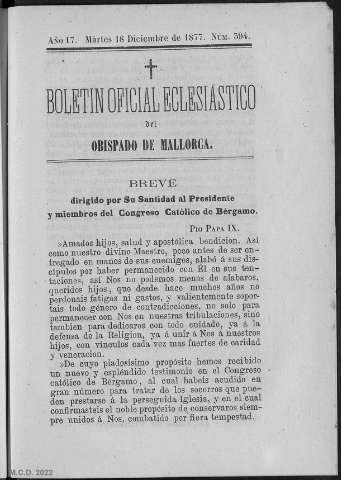 Año 17. Mártes 18 Diciembre de 1877. NÚM. 594.
BOLETIN OFICIAL ECLESIÁSTICO
del
OBISPADO DE MALLORCA.
BREVE
dirigido por Su Santidad al Presidente
y miembros del Congreso Católico de Bérgamo.
PIO PAPA IX.
»Amados hijos, salud y apostólica bendicion. Así
como nuestro divino Maestro, poco antes de ser en-
tregado en manos de sus enemigos, alabó á sus dis-
cípulos por haber permanecido con El en sus ten-
taciones, así Nos no podemos menos de alabaros,
queridos hijos, que desde hace muchos años no
perdonais fatigas ni gastos, y valientemente sopor-
tais todo género de contradicciones, no solo para
permanecer con Nos en nuestras tribulaciones, sino
tambien para dedicaros con todo cuidado, ya á la
defensa de la Religion, ya á unir á Nos á nuestros
hijos, con vínculos cada vez mas fuertes de caridad
y veneracion.
»De cuyo piadosísimo propósito hemos recibido
un nuevo y espléndido testimonio en el Congreso
católico de Bérgamo, al cual habeis acudido en
gran número para tratar de los socorros que pue-
den prestarse á la perseguida Iglesia, y en el cual
confirmasteis el noble propósito de conservaros siem-
pre unidos á Nos, combatido por fiera tempestad.
M.C.D. 2022